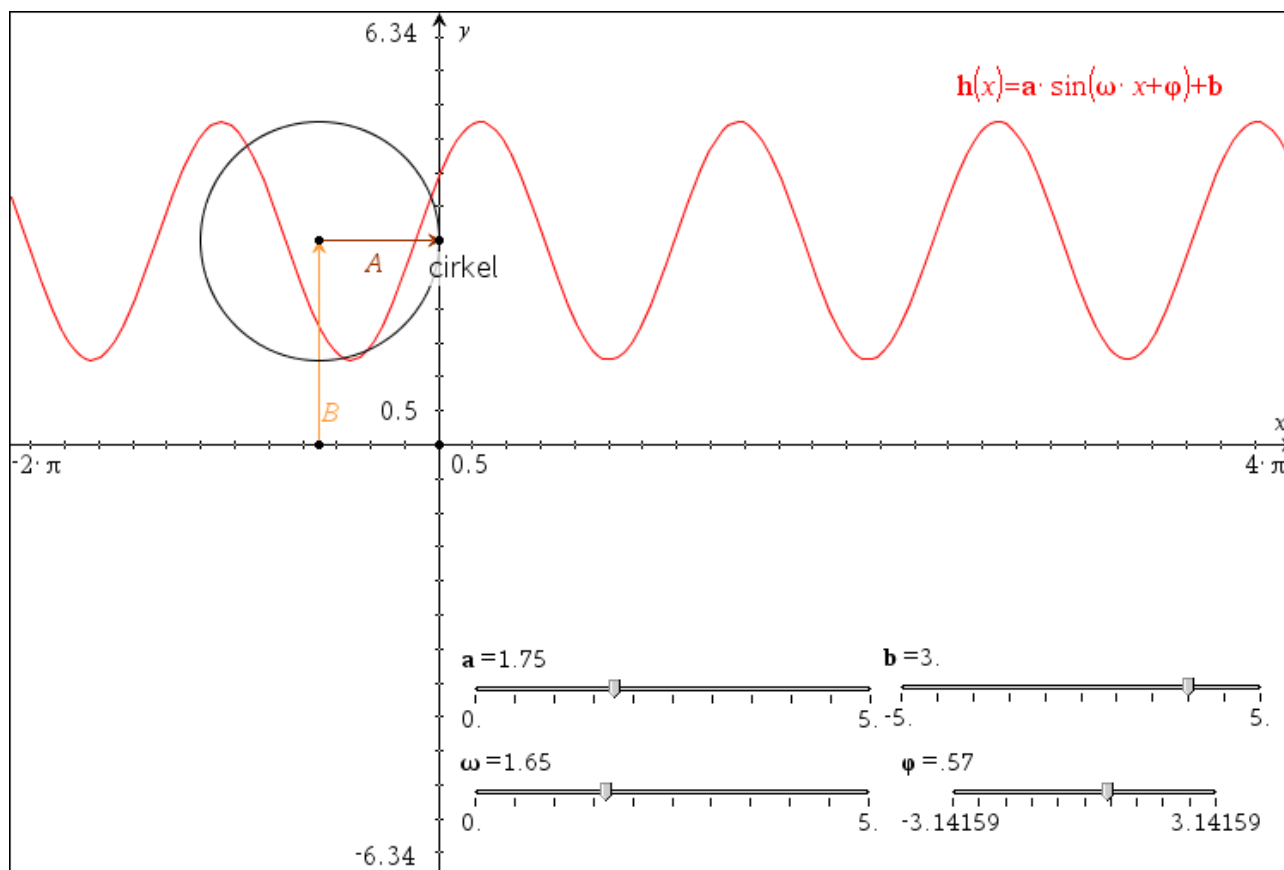 6.34 y
h(x)=a· sin(ω· x+φ)+b
A
cirkel
B
0.5
x
-2·π
0.5
4·π
a =1.75
0. 5.
b =3.
-5. 5.
ω =1.65
0. 5.
φ =.57
-3.14159 3.14159
-6.34